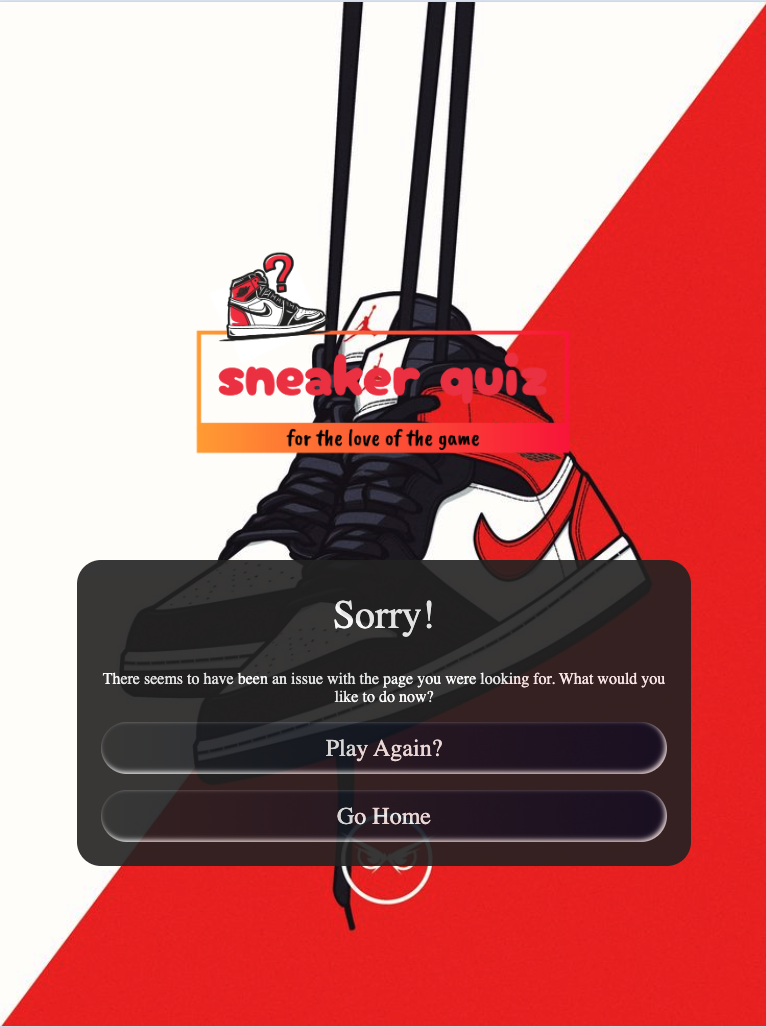 sneaker quiz
for the love of the game
Sorry!
There seems to have been an issue with the page you were looking for. What would you
like to do now?
Play Again?
Go Home